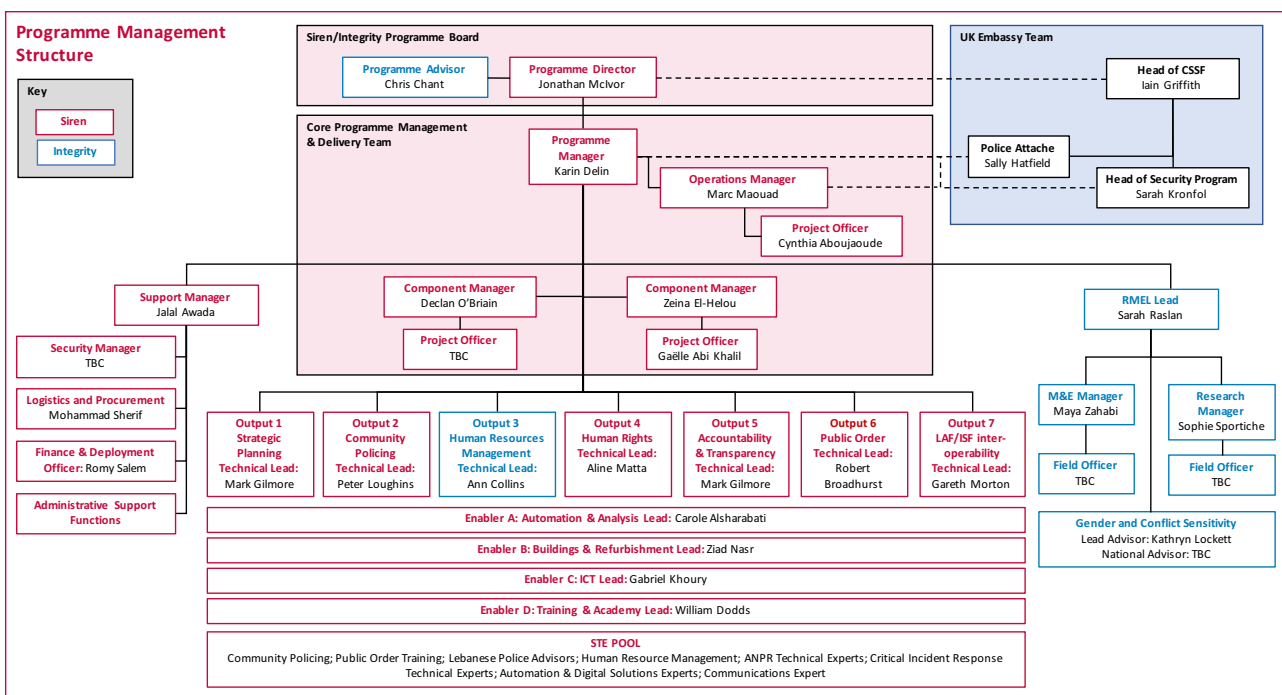 Programme Management
Structure
Key
Siren
Integrity
Siren/Integrity Programme Board
Programme Advisor
Chris Chant
Programme Director
Jonathan McIvor
UK Embassy Team
Head of CSSF
Iain Griffith
Police Attache
Sally Hatfield
Head of Security Program
Sarah Kronfol
Core Programme Management
& Delivery Team
Programme
Manager
Karin Delin
Operations Manager
Marc Maouad
Project Officer
Cynthia Aboujaoude
Component Manager
Declan O'Briain
Component Manager
Zeina El-Helou
Project Officer
TBC
Project Officer
Gaëlle Abi Khalil
Support Manager
Jalal Awada
Security Manager
TBC
Logistics and Procurement
Mohammad Sherif
Finance & Deployment
Officer: Romy Salem
Administrative Support
Functions
RMEL Lead
Sarah Raslan
M&E Manager
Maya Zahabi
Research
Manager
Sophie Sportiche
Field Officer
TBC
Field Officer
TBC
Gender and Conflict Sensitivity
Lead Advisor: Kathryn Lockett
National Advisor: TBC
Output 1
Strategic
Planning
Technical Lead:
Mark Gilmore
Output 2
Community
Policing
Technical Lead:
Peter Loughins
Output 3
Human Resources
Management
Technical Lead:
Ann Collins
Output 4
Human Rights
Technical Lead:
Aline Matta
Output 5
Accountability
& Transparency
Technical Lead:
Mark Gilmore
Output 6
Public Order
Technical Lead:
Robert
Broadhurst
Output 7
LAF/ISF inter-
operability
Technical Lead:
Gareth Morton
Enabler A: Automation & Analysis Lead: Carole Alsharabati
Enabler B: Buildings & Refurbishment Lead: Ziad Nasr
Enabler C: ICT Lead: Gabriel Khoury
Enabler D: Training & Academy Lead: William Dodds
STE POOL
Community Policing; Public Order Training; Lebanese Police Advisors; Human Resource Management; ANPR Technical Experts; Critical Incident Response
Technical Experts; Automation & Digital Solutions Experts; Communications Expert